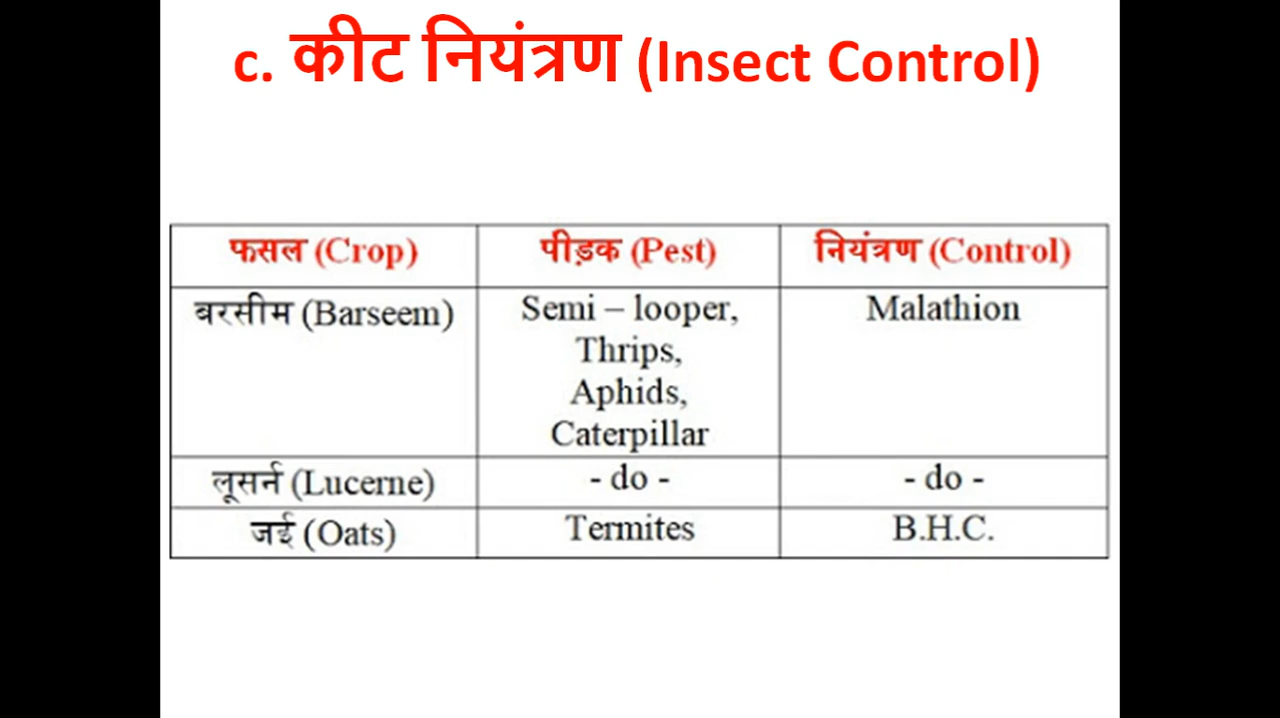 c. कीट नियंत्रण (Insect Control)
फसल (Crop) पीड़क (Pest) नियंत्रण (Control)
बरसीम (Barseem) Semi – looper, Malathion
Thrips,
Aphids,
Caterpillar
लूसर्न (Lucerne) - do - - do -
जई (Oats) Termites B.H.C.